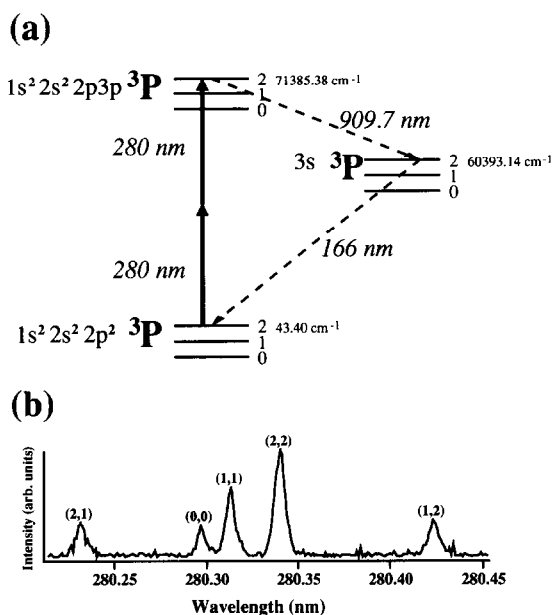 (a)
1s² 2s² 2p3p ³P 2 71385.38 cm⁻¹
1
0
909.7 nm
280 nm
3s ³P 2 60393.14 cm⁻¹
1
0
166 nm
280 nm
1s² 2s² 2p² ³P 2 43.40 cm⁻¹
1
0
(b)
Intensity (arb. units)
(2,1) (0,0) (1,1) (2,2) (1,2)
280.25 280.30 280.35 280.40 280.45
Wavelength (nm)